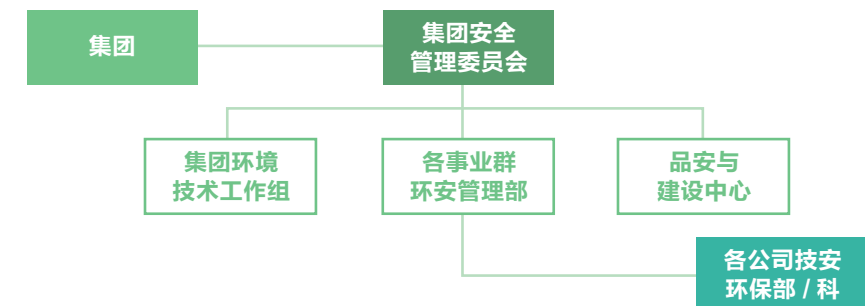 集团
集团安全
管理委员会
集团环境
技术工作组
各事业群
环安管理部
品安与
建设中心
各公司技安
环保部 / 科